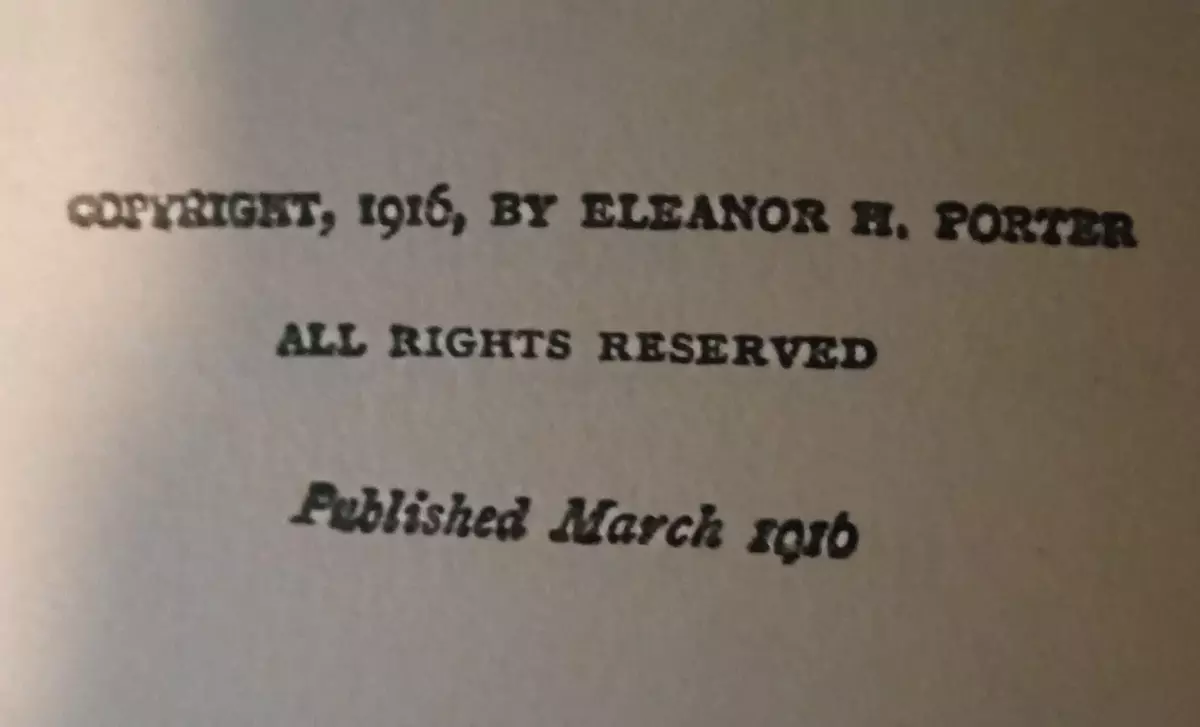 COPYRIGHT, 1916, BY ELEANOR H. PORTER
ALL RIGHTS RESERVED
Published March 1916